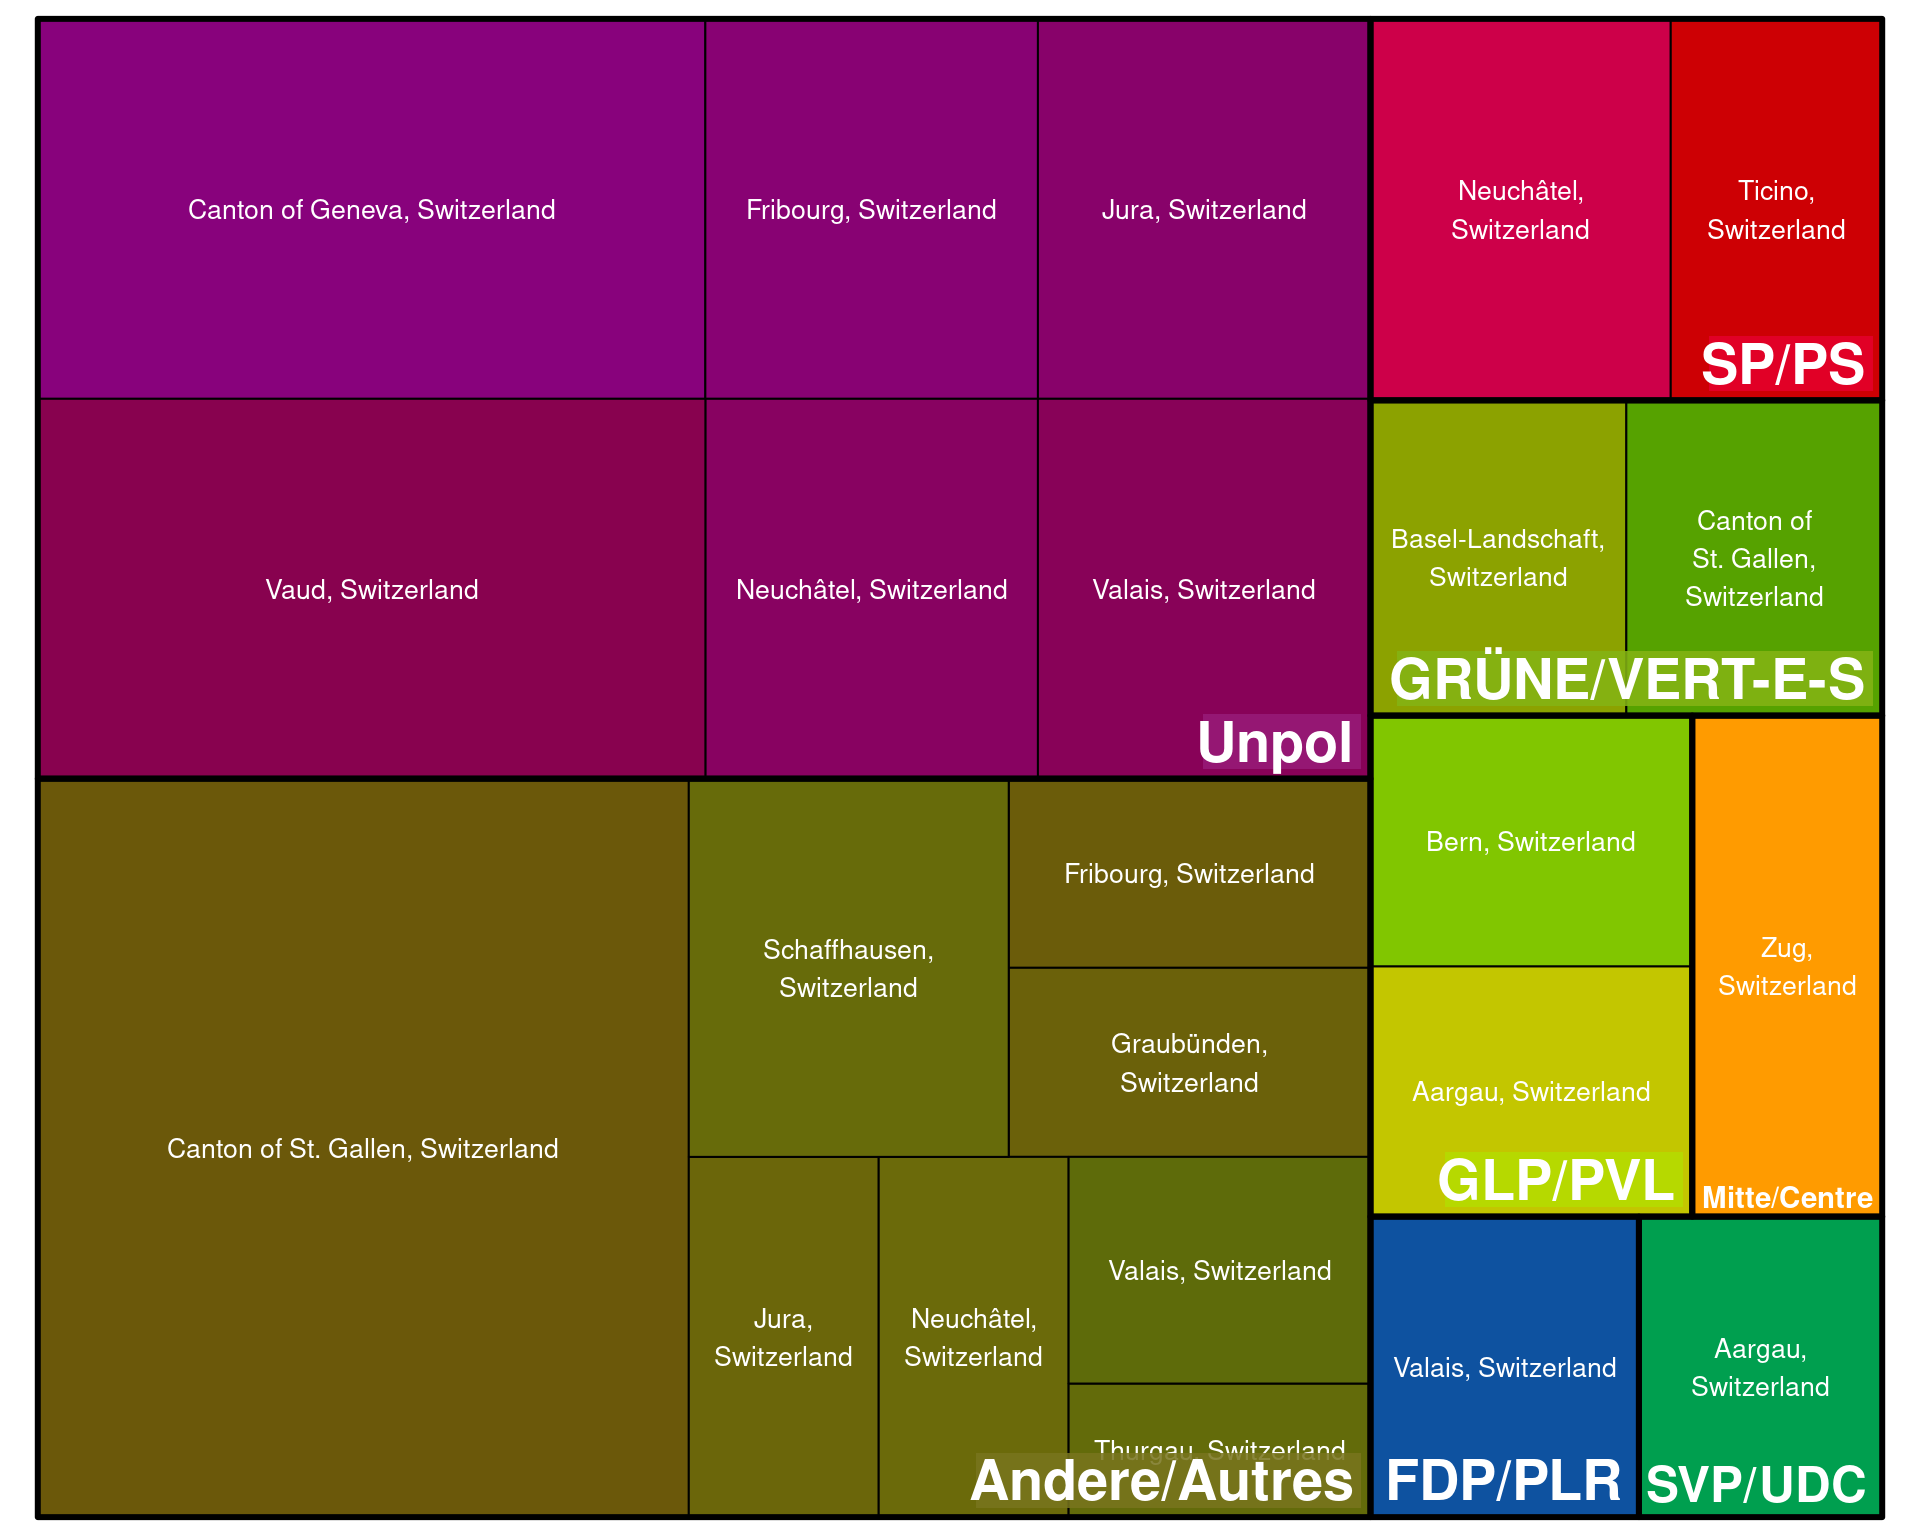 Canton of Geneva, Switzerland
Fribourg, Switzerland
Jura, Switzerland
Vaud, Switzerland
Neuchâtel, Switzerland
Valais, Switzerland
Unpol
Canton of St. Gallen, Switzerland
Schaffhausen,
Switzerland
Fribourg, Switzerland
Graubünden,
Switzerland
Jura,
Switzerland
Neuchâtel,
Switzerland
Valais, Switzerland
Thurgau, Switzerland
Andere/Autres
Neuchâtel,
Switzerland
Ticino,
Switzerland
SP/PS
Basel-Landschaft,
Switzerland
Canton of
St. Gallen,
Switzerland
GRÜNE/VERT-E-S
Bern, Switzerland
Aargau, Switzerland
GLP/PVL
Zug,
Switzerland
Mitte/Centre
Valais, Switzerland
FDP/PLR
Aargau,
Switzerland
SVP/UDC